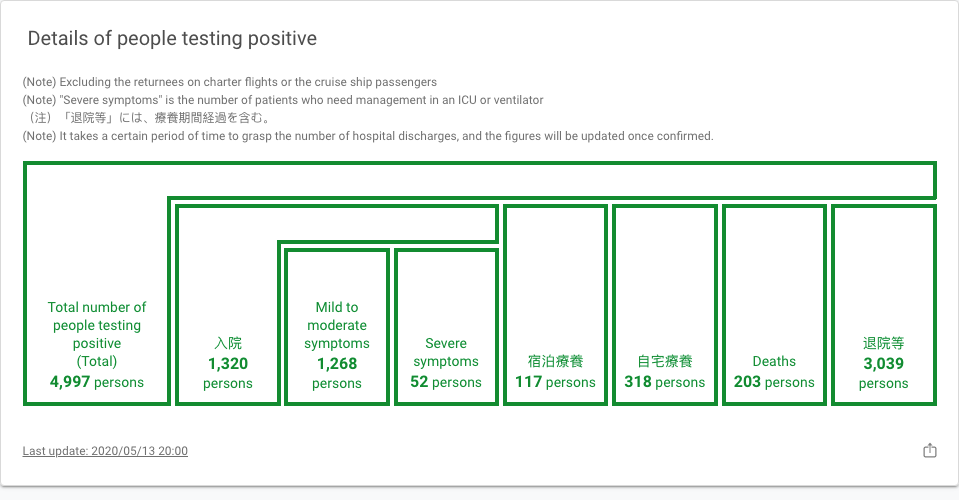 Details of people testing positive
(Note) Excluding the returnees on charter flights or the cruise ship passengers
(Note) "Severe symptoms" is the number of patients who need management in an ICU or ventilator
（注）「退院等」には、療養期間経過を含む。
(Note) It takes a certain period of time to grasp the number of hospital discharges, and the figures will be updated once confirmed.
Total number of
people testing
positive
(Total)
4,997 persons
入院
1,320
persons
Mild to
moderate
symptoms
1,268
persons
Severe
symptoms
52 persons
宿泊療養
117 persons
自宅療養
318 persons
Deaths
203 persons
退院等
3,039
persons
Last update: 2020/05/13 20:00